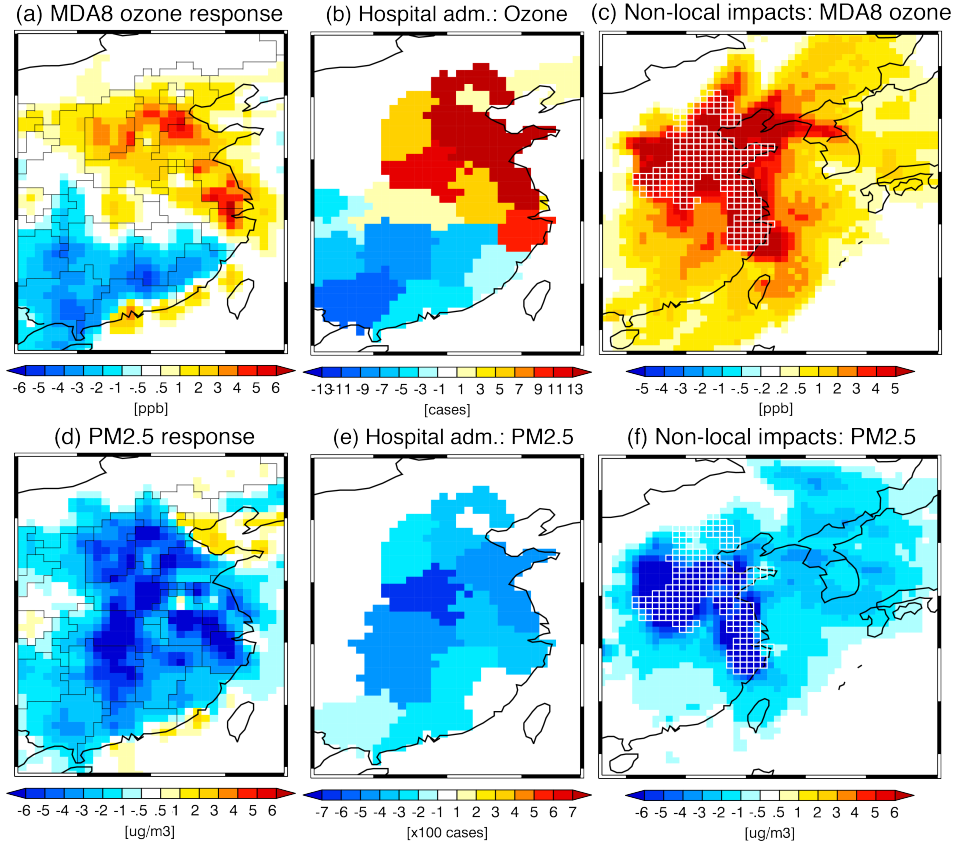 (a) MDA8 ozone response
(b) Hospital adm.: Ozone
(c) Non-local impacts: MDA8 ozone
-6 -5 -4 -3 -2 -1 -.5 .5 1 2 3 4 5 6
[ppb]
-13 -11 -9 -7 -5 -3 -1 1 3 5 7 9 11 13
[cases]
-5 -4 -3 -2 -1 -.5 -.2 .2 .5 1 2 3 4 5
[ppb]
(d) PM2.5 response
(e) Hospital adm.: PM2.5
(f) Non-local impacts: PM2.5
-6 -5 -4 -3 -2 -1 -.5 .5 1 2 3 4 5 6
[ug/m3]
-7 -6 -5 -4 -3 -2 -1 1 2 3 4 5 6 7
[x100 cases]
-6 -5 -4 -3 -2 -1 -.5 .5 1 2 3 4 5 6
[ug/m3]